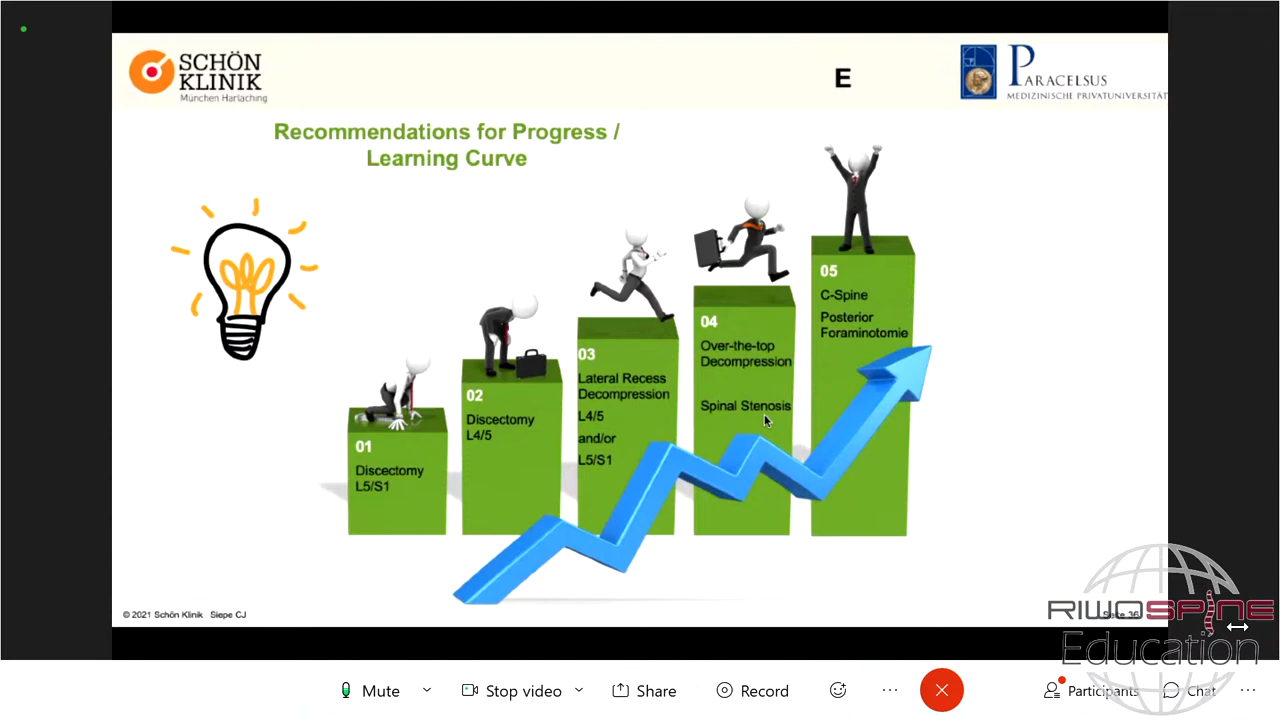 SCHÖN
KLINIK
München Harlaching
E
PARACELSUS
MEDIZINISCHE PRIVATUNIVERSITÄT
Recommendations for Progress /
Learning Curve
01
Discectomy
L5/S1
02
Discectomy
L4/5
03
Lateral Recess
Decompression
L4/5
and/or
L5/S1
04
Over-the-top
Decompression
Spinal Stenosis
05
C-Spine
Posterior
Foraminotomie
© 2021 Schön Klinik Siepe CJ
Seite 36
RIWOSPINE
Education
Mute
Stop video
Share
Record
Participants
Chat